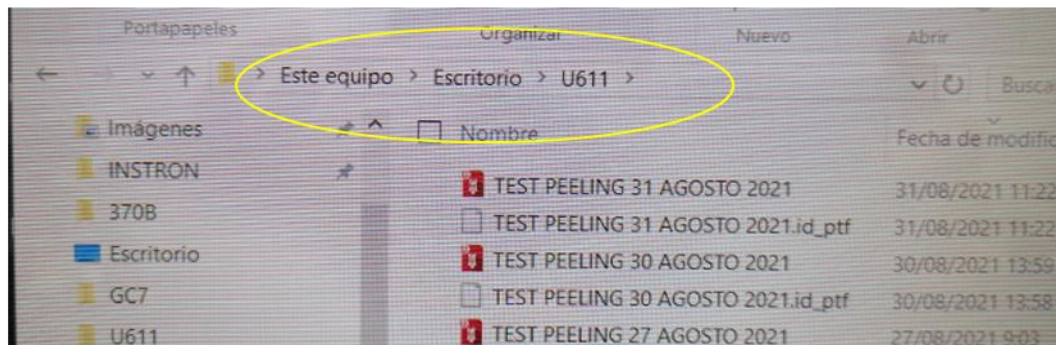 Portapapeles Organizar Nuevo Abrir
Este equipo > Escritorio > U611 >
Imágenes Nombre
INSTRON
TEST PEELING 31 AGOSTO 2021 31/08/2021 11:22
370B
TEST PEELING 31 AGOSTO 2021.id_ptf 31/08/2021 11:22
Escritorio TEST PEELING 30 AGOSTO 2021 30/08/2021 13:59
GC7 TEST PEELING 30 AGOSTO 2021.id_ptf 30/08/2021 13:58
U611 TEST PEELING 27 AGOSTO 2021 27/08/2021 9:03